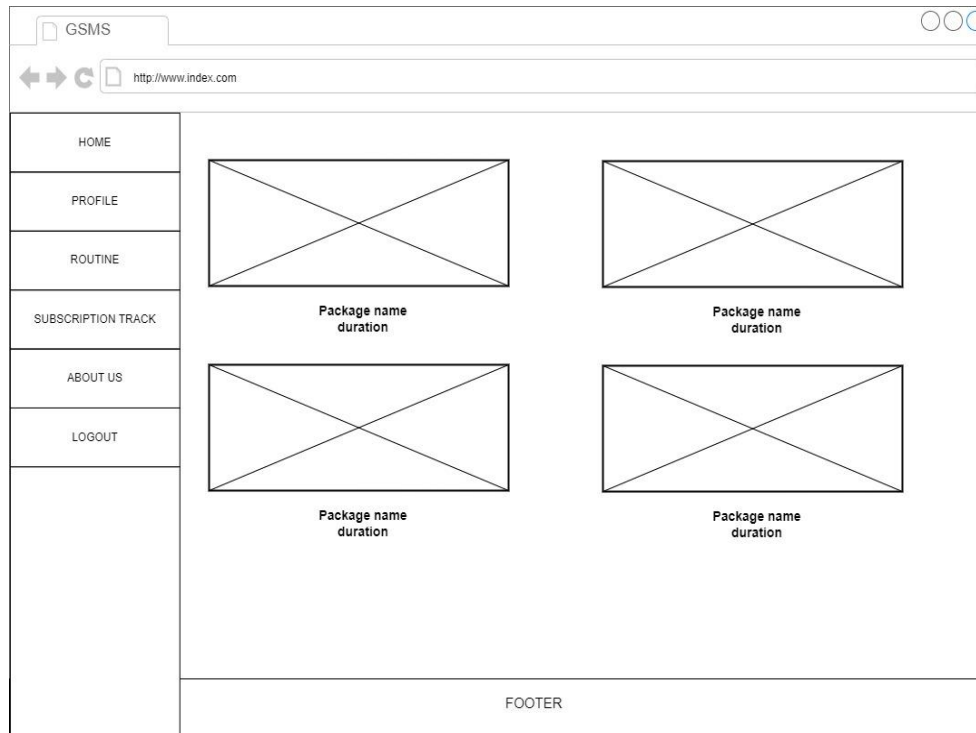 GSMS
http://www.index.com
HOME
PROFILE
ROUTINE
SUBSCRIPTION TRACK
ABOUT US
LOGOUT
Package name
duration
Package name
duration
Package name
duration
Package name
duration
FOOTER